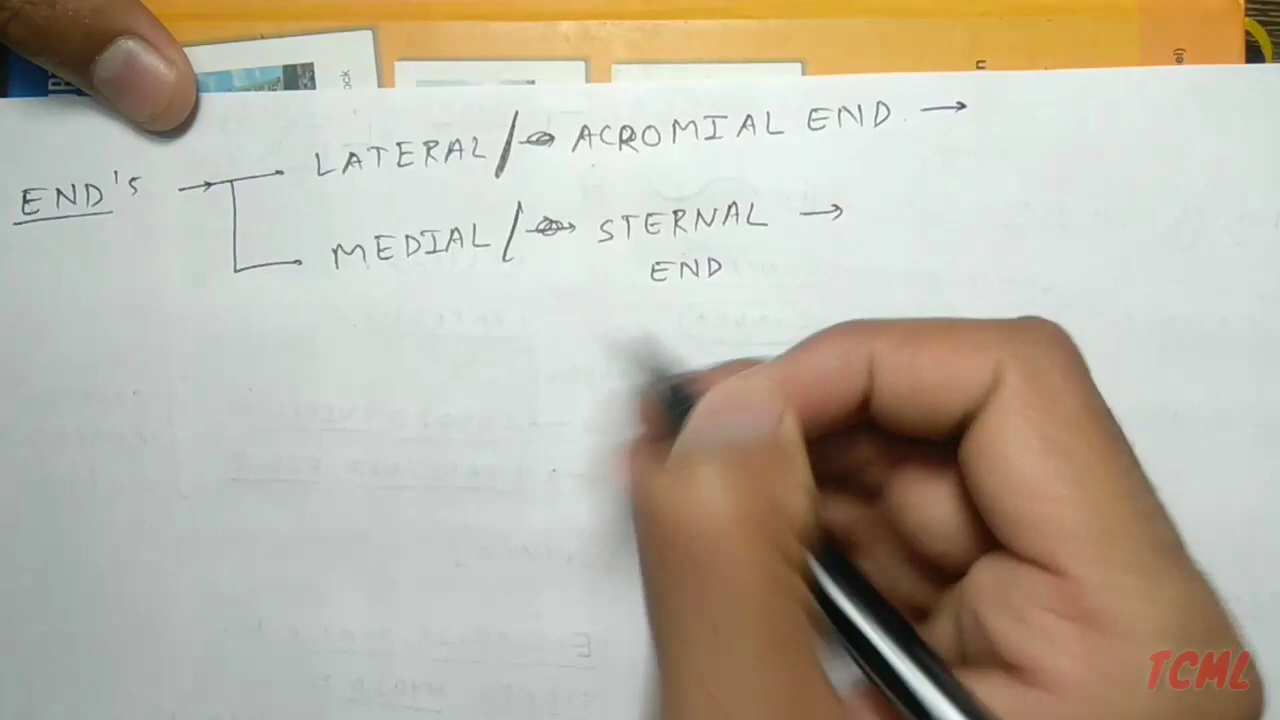 LATERAL / ACROMIAL END →
END's →
MEDIAL / STERNAL →
END
TCML